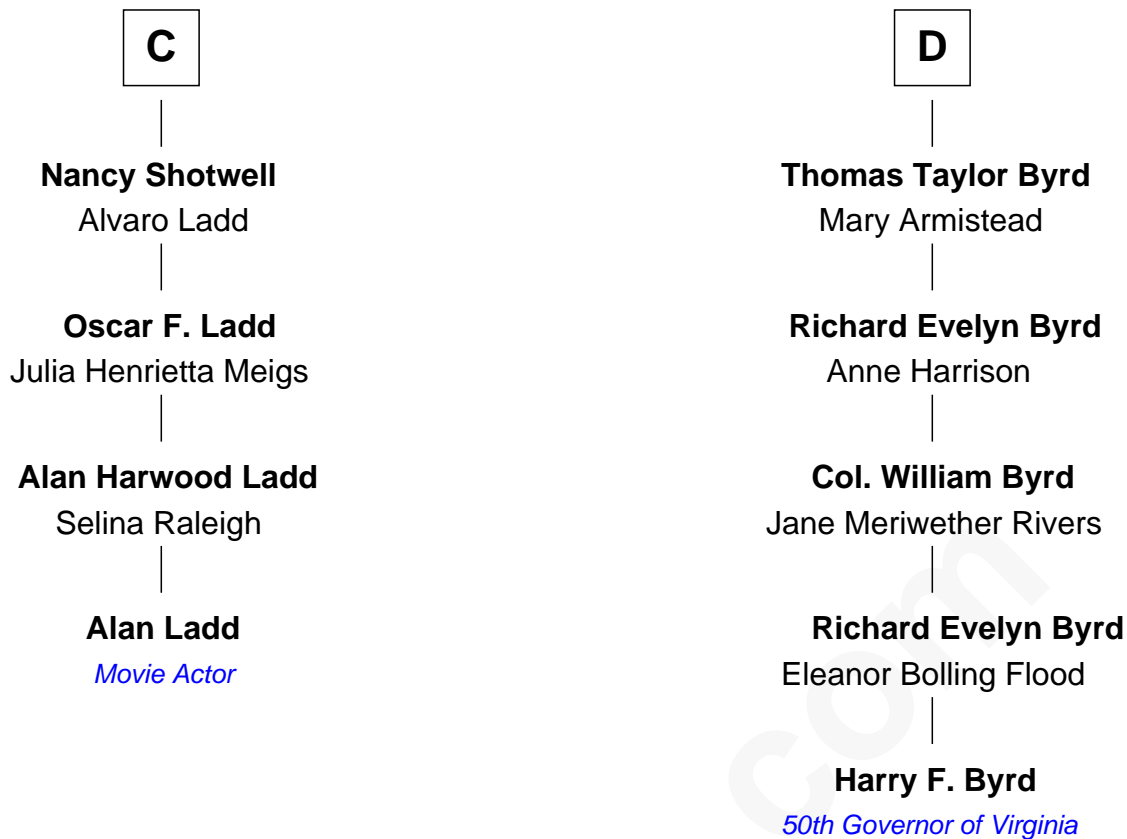 C
Nancy Shotwell
Alvaro Ladd
Oscar F. Ladd
Julia Henrietta Meigs
Alan Harwood Ladd
Selina Raleigh
Alan Ladd
Movie Actor
D
Thomas Taylor Byrd
Mary Armistead
Richard Evelyn Byrd
Anne Harrison
Col. William Byrd
Jane Meriwether Rivers
Richard Evelyn Byrd
Eleanor Bolling Flood
Harry F. Byrd
50th Governor of Virginia
com